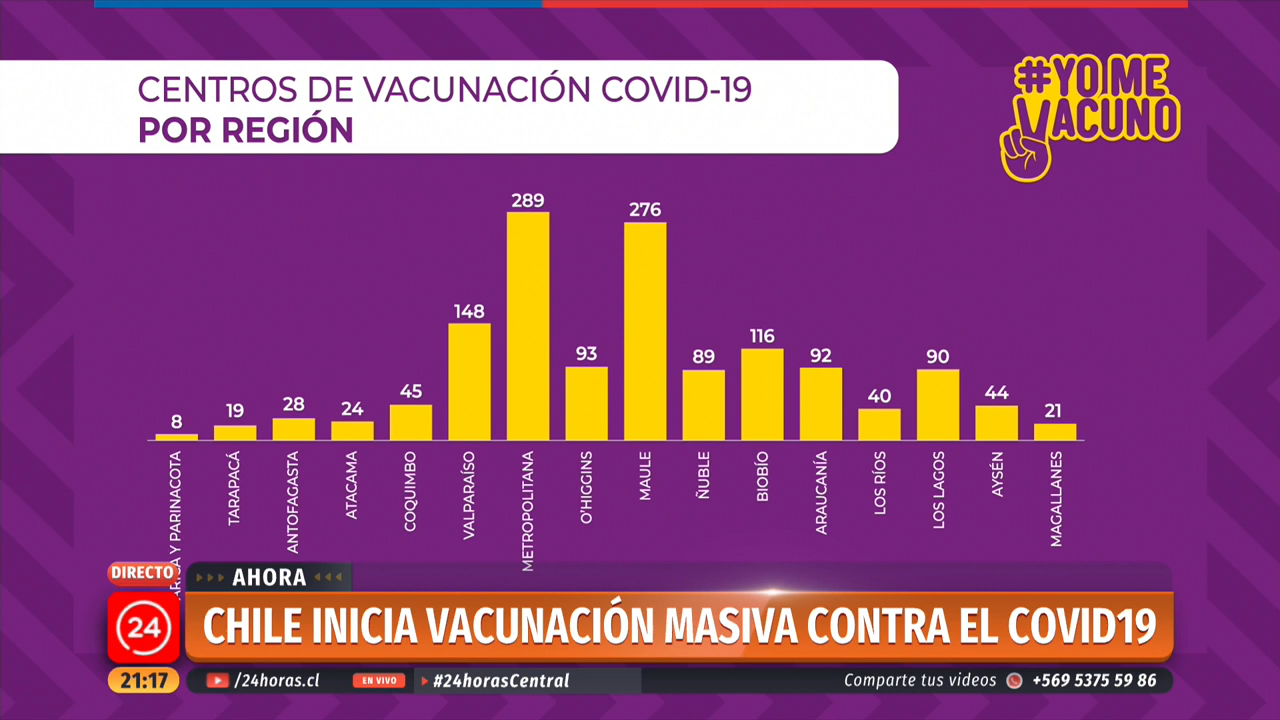 CENTROS DE VACUNACIÓN COVID-19
POR REGIÓN
#YO ME
VACUNO
8
19
28
24
45
148
289
93
276
89
116
92
40
90
44
21
ARICA Y PARINACOTA
TARAPACÁ
ANTOFAGASTA
ATACAMA
COQUIMBO
VALPARAÍSO
METROPOLITANA
O'HIGGINS
MAULE
ÑUBLE
BIOBÍO
ARAUCANÍA
LOS RÍOS
LOS LAGOS
AYSÉN
MAGALLANES
DIRECTO
AHORA
24
CHILE INICIA VACUNACIÓN MASIVA CONTRA EL COVID19
21:17
/24horas.cl
EN VIVO
#24horasCentral
Comparte tus videos
+569 5375 59 86